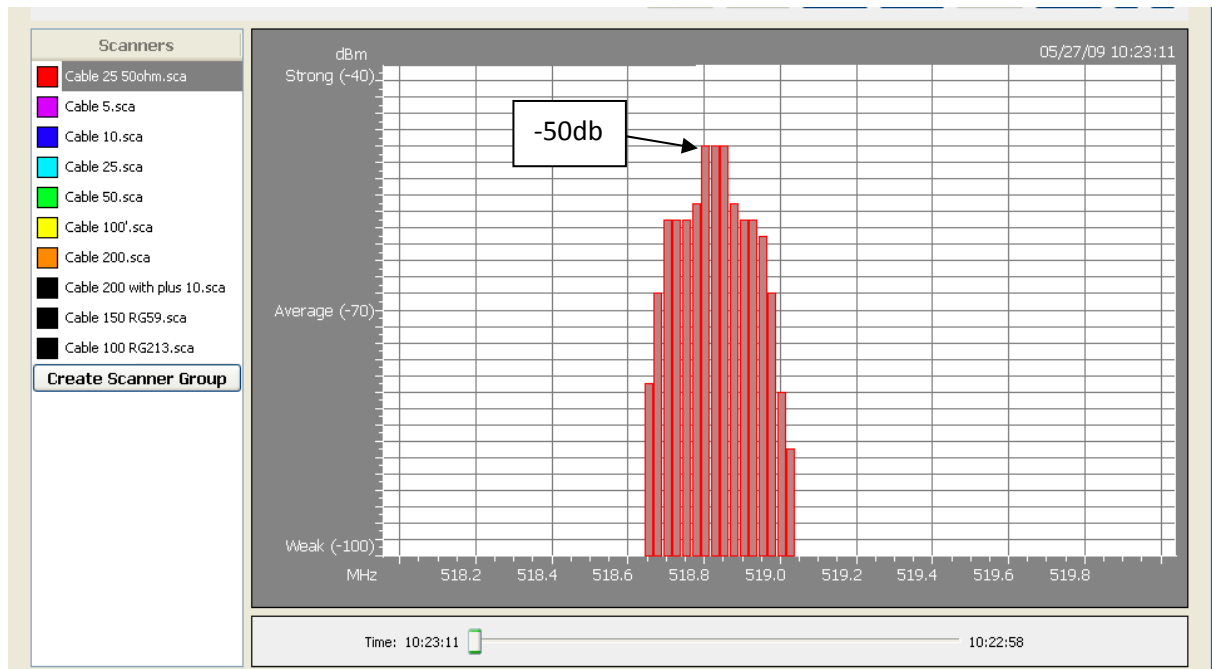 Scanners
Cable 25 50ohm.sca
Cable 5.sca
Cable 10.sca
Cable 25.sca
Cable 50.sca
Cable 100'.sca
Cable 200.sca
Cable 200 with plus 10.sca
Cable 150 RG59.sca
Cable 100 RG213.sca
Create Scanner Group
dBm
05/27/09 10:23:11
Strong (-40)
-50db
Average (-70)
Weak (-100)
MHz 518.2 518.4 518.6 518.8 519.0 519.2 519.4 519.6 519.8
Time: 10:23:11 10:22:58